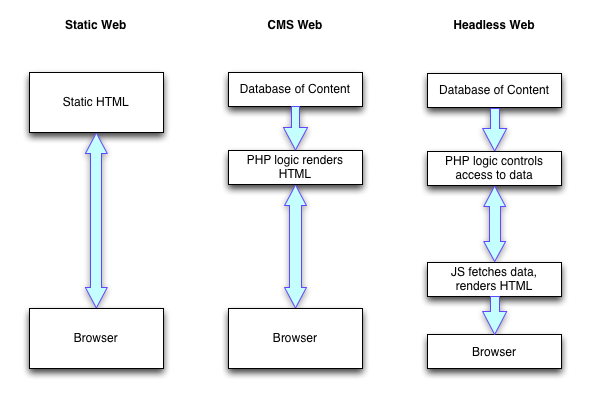 Static Web
Static HTML
Browser
CMS Web
Database of Content
PHP logic renders
HTML
Browser
Headless Web
Database of Content
PHP logic controls
access to data
JS fetches data,
renders HTML
Browser